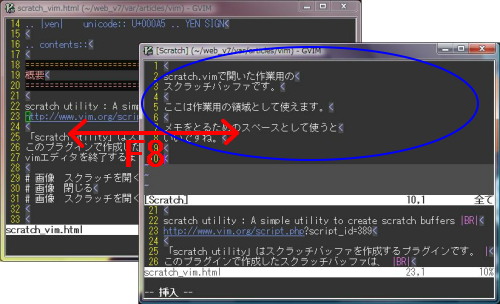 scratch_vim.html (~/web_v7/var/articles/vim) - GVIM
14 .. |yen| unicode:: U+000A5 .. YEN SIGN
15
16 .. contents::
17
18 ================
19 概要
20 ================
21
22 scratch utility : A simp
23 http://www.vim.org/scrip
24
25 「scratch utility」はス
26 このプラグインで作成した
27 vimエディタを終了するま
28
29 # 画像 スクラッチを開く
30 # 画像 閉じる
31 # 画像 スクラッチを開く
32
33
scratch_vim.html
F8
[Scratch] (~/web_v7/var/articles/vim) - GVIM
1
2 scratch.vimで開いた作業用の
3 スクラッチバッファです。
4
5 ここは作業用の領域として使えます。
6
7 メモをとるためのスペースとして使うと
8 いいですね。
9
10
[Scratch] 10,1 全て
21
22 scratch utility : A simple utility to create scratch buffers |BR|
23 http://www.vim.org/script.php?script_id=389
24
25 「scratch utility」はスクラッチバッファを作成するプラグインです。 |
26 このプラグインで作成したスクラッチバッファは、 |BR|
scratch_vim.html 23,1 10%
-- 挿入 --